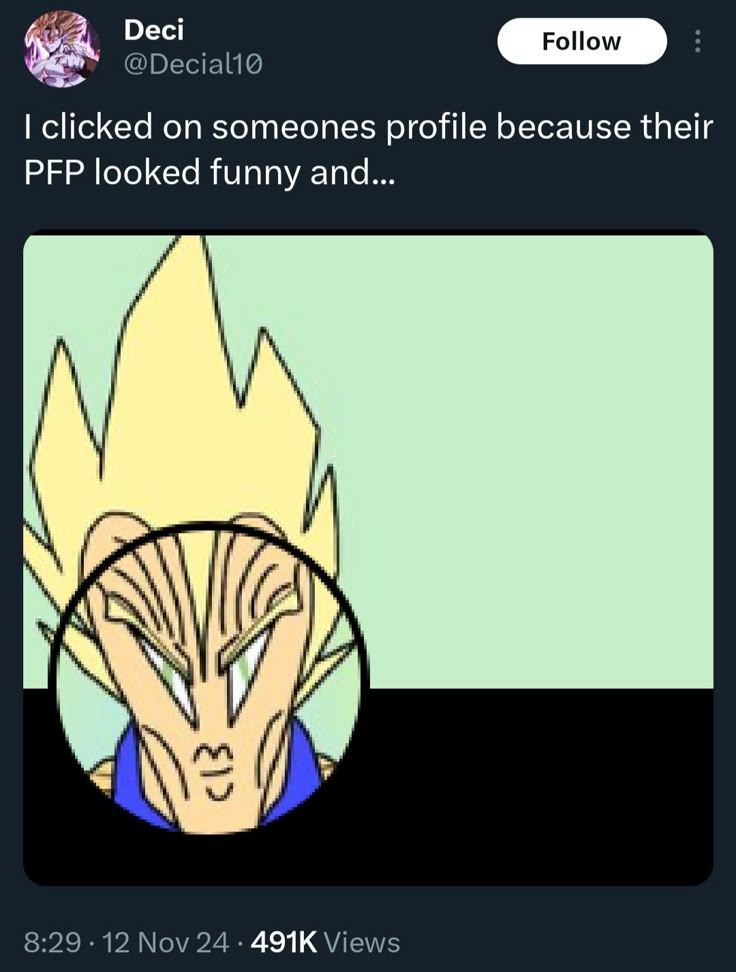 Deci
@Decial10
Follow
I clicked on someones profile because their
PFP looked funny and...
8:29 · 12 Nov 24 · 491K Views